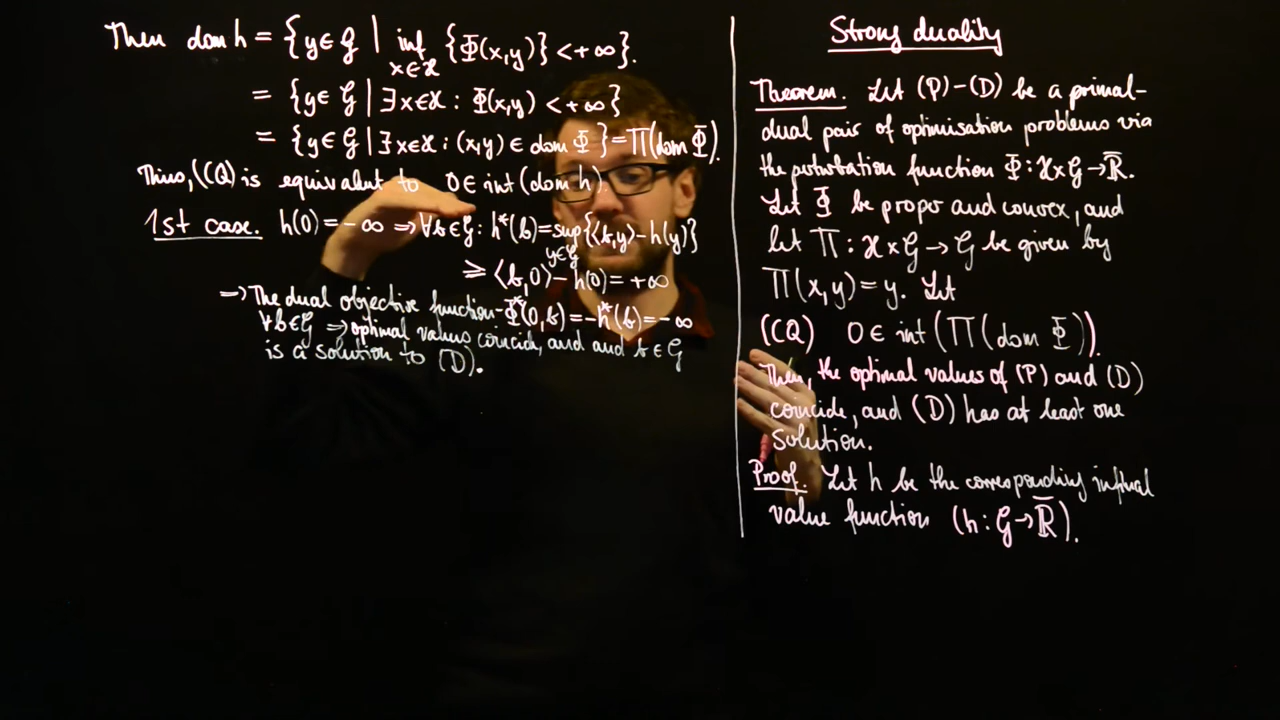 Then dom h = {y ∈ G | inf {Φ(x,y)} < +∞}.
x∈H
= {y ∈ G | ∃ x ∈ H : Φ(x,y) < +∞}
= {y ∈ G | ∃ x ∈ H : (x,y) ∈ dom Φ} = Π(dom Φ).
Thus, (CQ) is equivalent to 0 ∈ int (dom h).
1st case. h(0) = -∞ ⇒ ∀ b ∈ G : h*(b) = sup {⟨b,y⟩ - h(y)}
y∈G
≥ ⟨b,0⟩ - h(0) = +∞
⇒ The dual objective function -Φ*(0,b) = -h*(b) = -∞
∀ b ∈ G ⇒ optimal values coincide, and and b ∈ G
is a solution to (D).
Strong duality
Theorem. Let (P)-(D) be a primal-
dual pair of optimisation problems via
the perturbation function Φ : H×G → R̄.
Let Φ be proper and convex, and
let Π : H×G → G be given by
Π(x,y) = y. Let
(CQ) 0 ∈ int (Π(dom Φ)).
Then, the optimal values of (P) and (D)
coincide, and (D) has at least one
solution.
Proof. Let h be the corresponding infimal
value function (h : G → R̄).